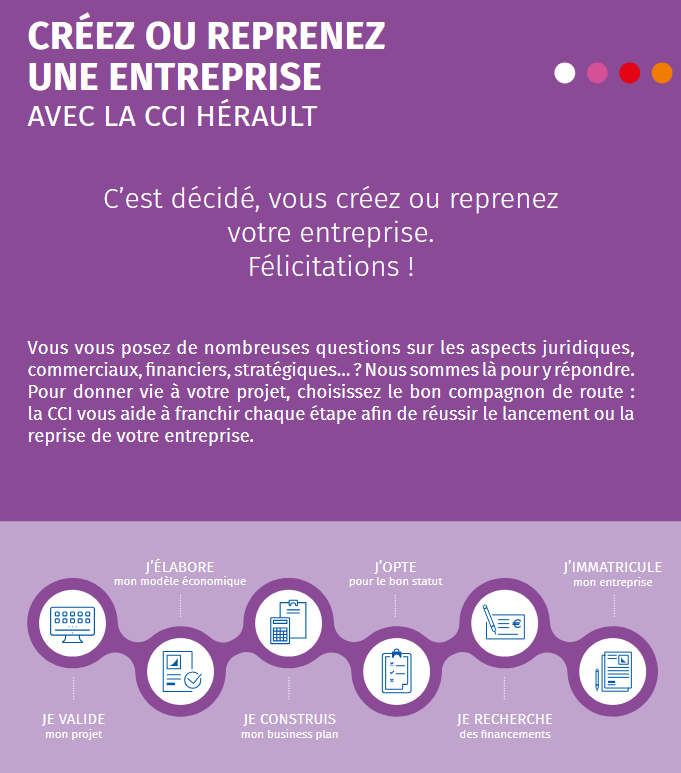 CRÉEZ OU REPRENEZ
UNE ENTREPRISE
AVEC LA CCI HÉRAULT
C’est décidé, vous créez ou reprenez
votre entreprise.
Félicitations !
Vous vous posez de nombreuses questions sur les aspects juridiques,
commerciaux, financiers, stratégiques... ? Nous sommes là pour y répondre.
Pour donner vie à votre projet, choisissez le bon compagnon de route :
la CCI vous aide à franchir chaque étape afin de réussir le lancement ou la
reprise de votre entreprise.
J’ÉLABORE
mon modèle économique
J’OPTE
pour le bon statut
J’IMMATRICULE
mon entreprise
€
JE VALIDE
mon projet
JE CONSTRUIS
mon business plan
JE RECHERCHE
des financements